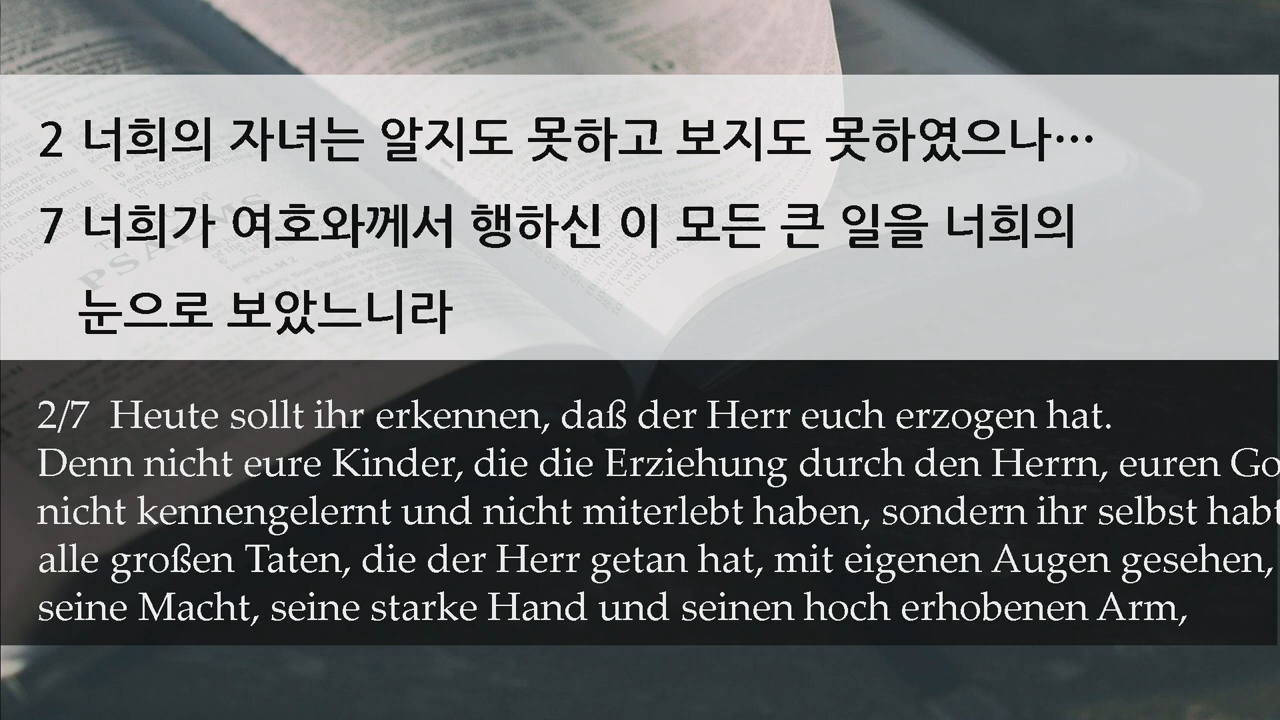 2 너희의 자녀는 알지도 못하고 보지도 못하였으나…
7 너희가 여호와께서 행하신 이 모든 큰 일을 너희의
눈으로 보았느니라
2/7 Heute sollt ihr erkennen, daß der Herr euch erzogen hat.
Denn nicht eure Kinder, die die Erziehung durch den Herrn, euren Go
nicht kennengelernt und nicht miterlebt haben, sondern ihr selbst habt
alle großen Taten, die der Herr getan hat, mit eigenen Augen gesehen,
seine Macht, seine starke Hand und seinen hoch erhobenen Arm,
PSALMS